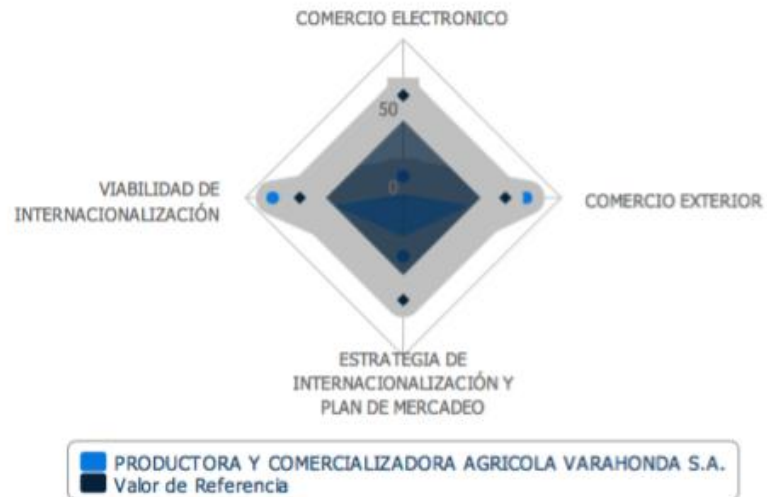 COMERCIO ELECTRONICO
50
VIABILIDAD DE
INTERNACIONALIZACIÓN
0
COMERCIO EXTERIOR
ESTRATEGIA DE
INTERNACIONALIZACIÓN Y
PLAN DE MERCADEO
PRODUCTORA Y COMERCIALIZADORA AGRICOLA VARAHONDA S.A.
Valor de Referencia